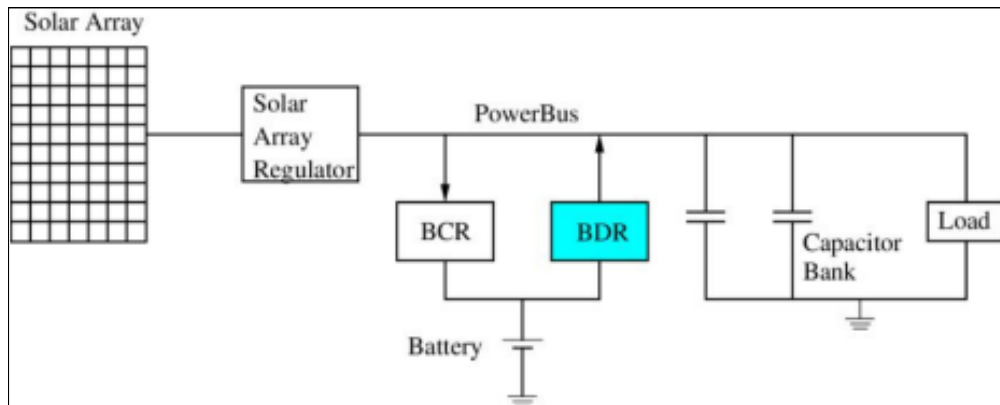 Solar Array
Solar
Array
Regulator
PowerBus
BCR
BDR
Capacitor
Bank
Load
Battery